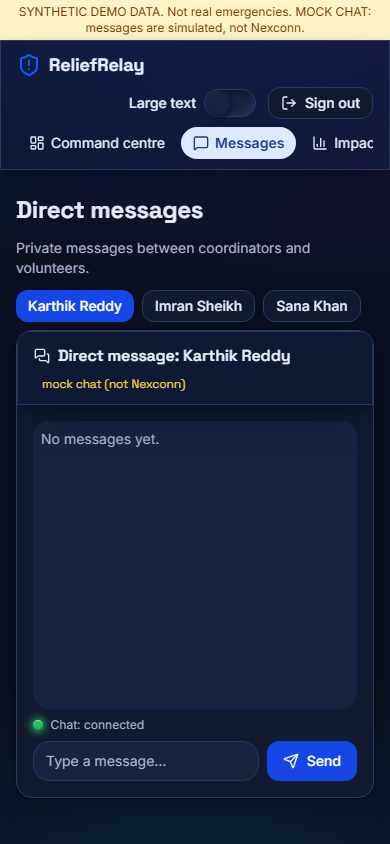 SYNTHETIC DEMO DATA. Not real emergencies. MOCK CHAT:
messages are simulated, not Nexconn.
ReliefRelay
Large text
Sign out
Command centre
Messages
Impac
Direct messages
Private messages between coordinators and
volunteers.
Karthik Reddy
Imran Sheikh
Sana Khan
Direct message: Karthik Reddy
mock chat (not Nexconn)
No messages yet.
Chat: connected
Type a message...
Send